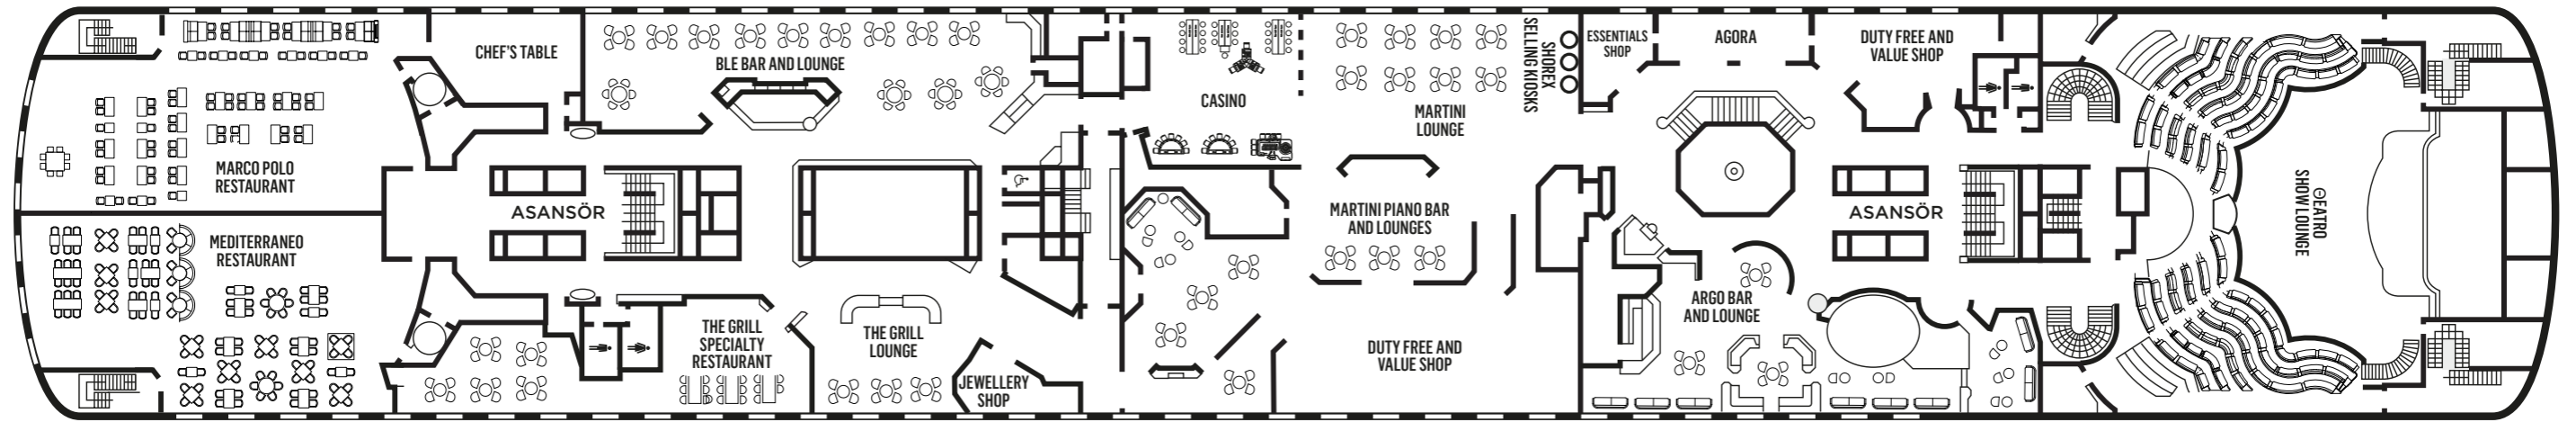 CHEF'S TABLE
BLE BAR AND LOUNGE
CASINO
MARTINI
LOUNGE
SHOREX
SELLING KIOSKS
ESSENTIALS
SHOP
AGORA
DUTY FREE AND
VALUE SHOP
MARCO POLO
RESTAURANT
ASANSÖR
MARTINI PIANO BAR
AND LOUNGES
ASANSÖR
ΘEATRO
SHOW LOUNGE
MEDITERRANEO
RESTAURANT
THE GRILL
SPECIALTY
RESTAURANT
THE GRILL
LOUNGE
JEWELLERY
SHOP
DUTY FREE AND
VALUE SHOP
ARGO BAR
AND LOUNGE